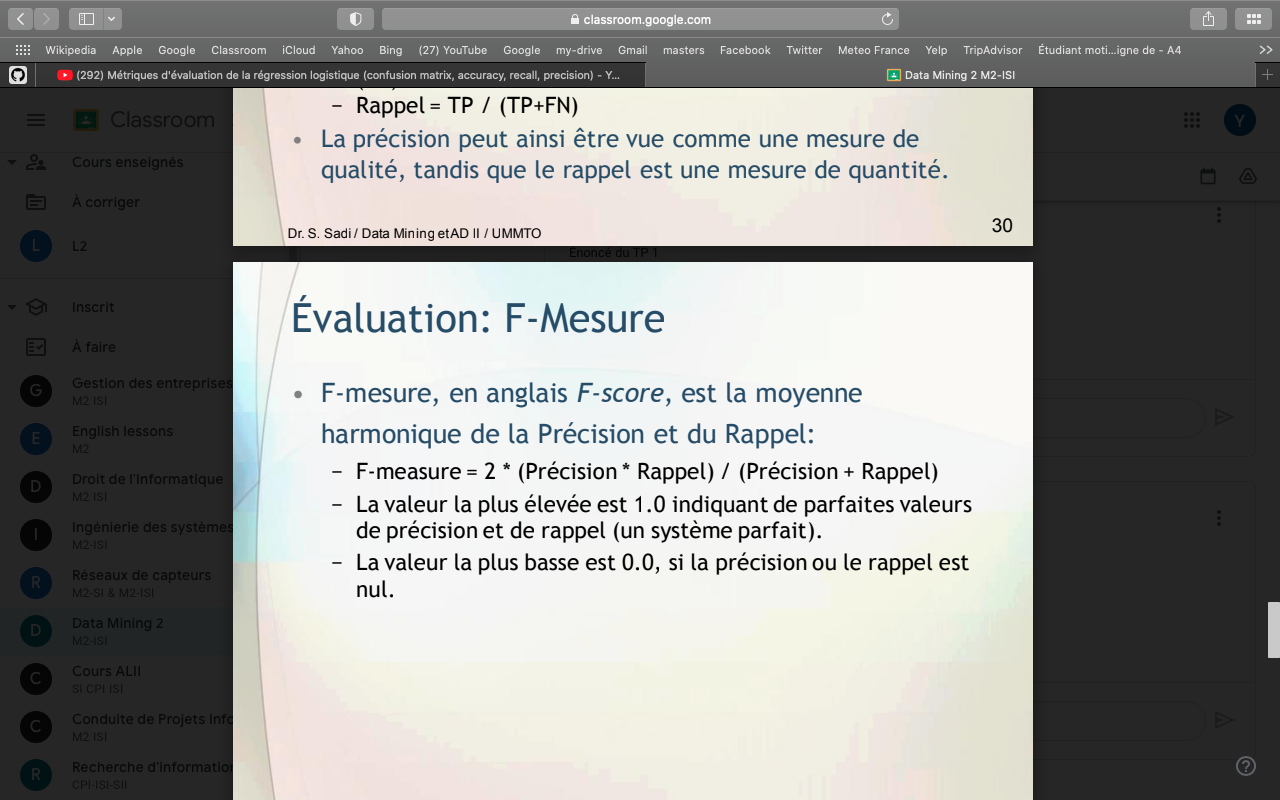 classroom.google.com
Wikipedia Apple Google Classroom iCloud Yahoo Bing (27) YouTube Google my-drive Gmail masters Facebook Twitter Meteo France Yelp TripAdvisor Étudiant moti...igne de - A4
(292) Métriques d'évaluation de la régression logistique (confusion matrix, accuracy, recall, precision) - Y...
Data Mining 2 M2-ISI
Classroom
Y
Cours enseignés
À corriger
L L2
Inscrit
À faire
G Gestion des entreprises
M2 ISI
E English lessons
M2
D Droit de l'Informatique
M2 ISI
I Ingénierie des systèmes
M2-ISI
R Réseaux de capteurs
M2-SI & M2-ISI
D Data Mining 2
M2-ISI
C Cours ALII
SI CPI ISI
C Conduite de Projets Info
M2 ISI
R Recherche d'information
CPI-ISI-SII
– Rappel = TP / (TP+FN)
• La précision peut ainsi être vue comme une mesure de
qualité, tandis que le rappel est une mesure de quantité.
Dr. S. Sadi / Data Mining etAD II / UMMTO
30
Enoncé du TP 1
Évaluation: F-Mesure
• F-mesure, en anglais F-score, est la moyenne
harmonique de la Précision et du Rappel:
– F-measure = 2 * (Précision * Rappel) / (Précision + Rappel)
– La valeur la plus élevée est 1.0 indiquant de parfaites valeurs
de précision et de rappel (un système parfait).
– La valeur la plus basse est 0.0, si la précision ou le rappel est
nul.